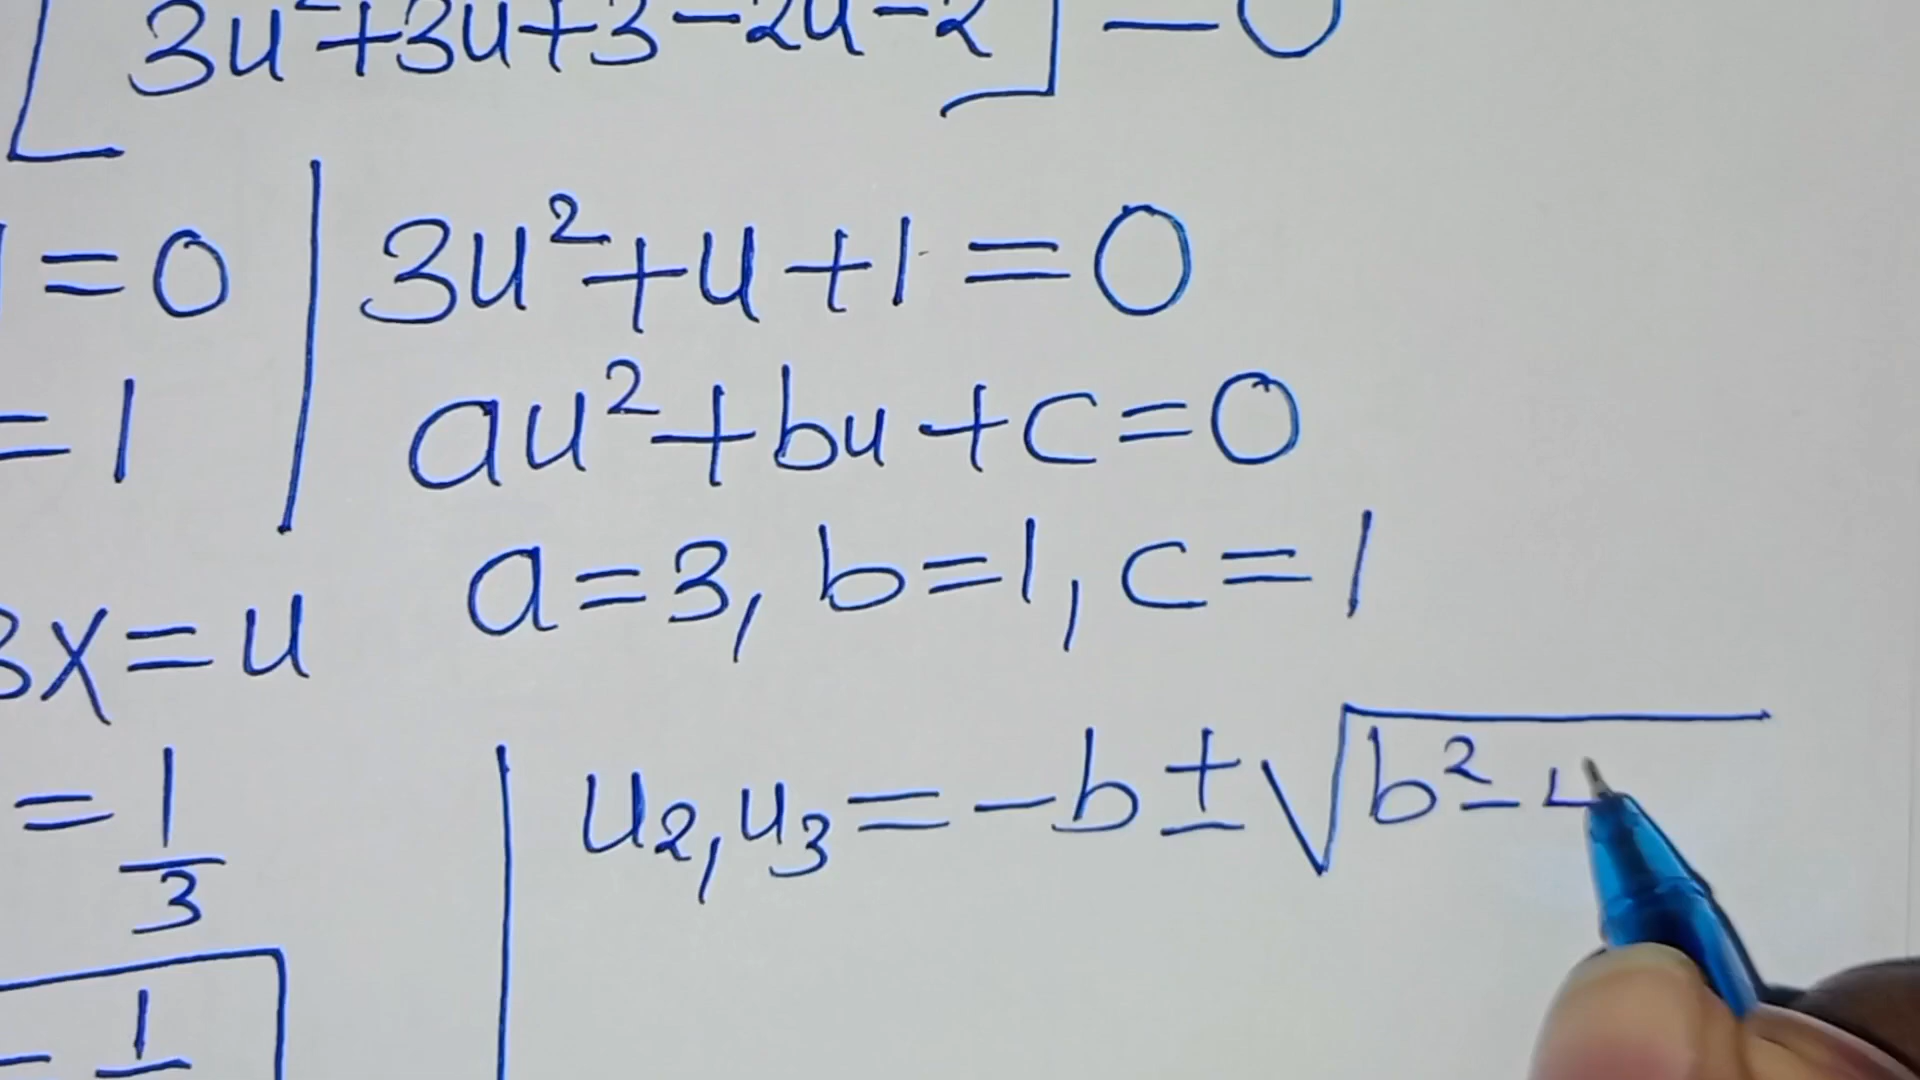 [3u²+3u+3-2u-2]=0
=0 | 3u²+u+1=0
=1 | au²+bu+c=0
a=3, b=1, c=1
3x=u
=1/3 | u₂,u₃=-b±√b²-4
=1